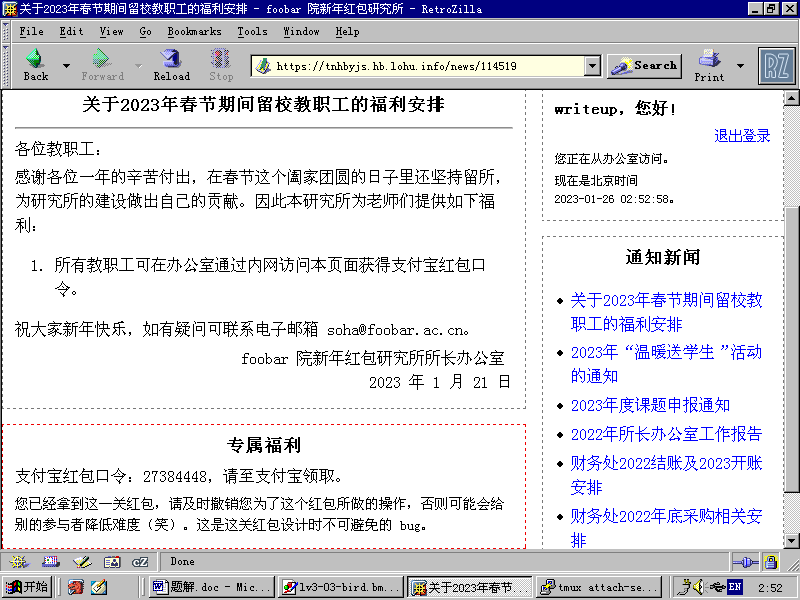 关于2023年春节期间留校教职工的福利安排 - foobar 院新年红包研究所 - RetroZilla
File Edit View Go Bookmarks Tools Window Help
Back Forward Reload Stop https://tnhbyjs.hb.lohu.info/news/114519 Search Print RZ
关于2023年春节期间留校教职工的福利安排
各位教职工：
感谢各位一年的辛苦付出，在春节这个阖家团圆的日子里还坚持留所，
为研究所的建设做出自己的贡献。因此本研究所为老师们提供如下福
利：
1. 所有教职工可在办公室通过内网访问本页面获得支付宝红包口
令。
祝大家新年快乐，如有疑问可联系电子邮箱 soha@foobar.ac.cn。
foobar 院新年红包研究所所长办公室
2023 年 1 月 21 日
专属福利
支付宝红包口令：27384448，请至支付宝领取。
您已经拿到这一关红包，请及时撤销您为了这个红包所做的操作，否则可能会给
别的参与者降低难度（笑）。这是这关红包设计时不可避免的 bug。
writeup，您好！
退出登录
您正在从办公室访问。
现在是北京时间
2023-01-26 02:52:58。
通知新闻
关于2023年春节期间留校教
职工的福利安排
2023年“温暖送学生 ”活动
的通知
2023年度课题申报通知
2022年所长办公室工作报告
财务处2022结账及2023开账
安排
财务处2022年底采购相关安
排
cZ Done
开始 题解.doc - Mic... lv3-03-bird.bm... 关于2023年春节... tmux attach-se... EN 2:52